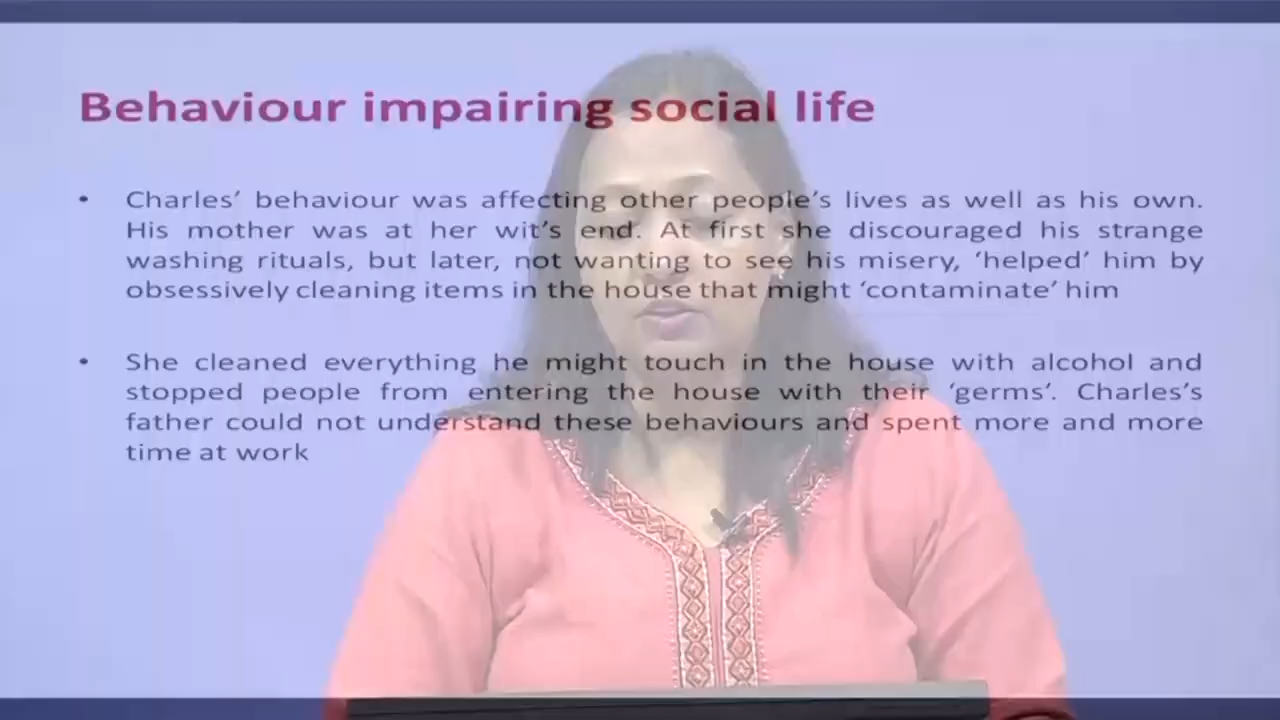 Behaviour impairing social life
• Charles’ behaviour was affecting other people’s lives as well as his own.
His mother was at her wit’s end. At first she discouraged his strange
washing rituals, but later, not wanting to see his misery, ‘helped’ him by
obsessively cleaning items in the house that might ‘contaminate’ him
• She cleaned everything he might touch in the house with alcohol and
stopped people from entering the house with their ‘germs’. Charles’s
father could not understand these behaviours and spent more and more
time at work